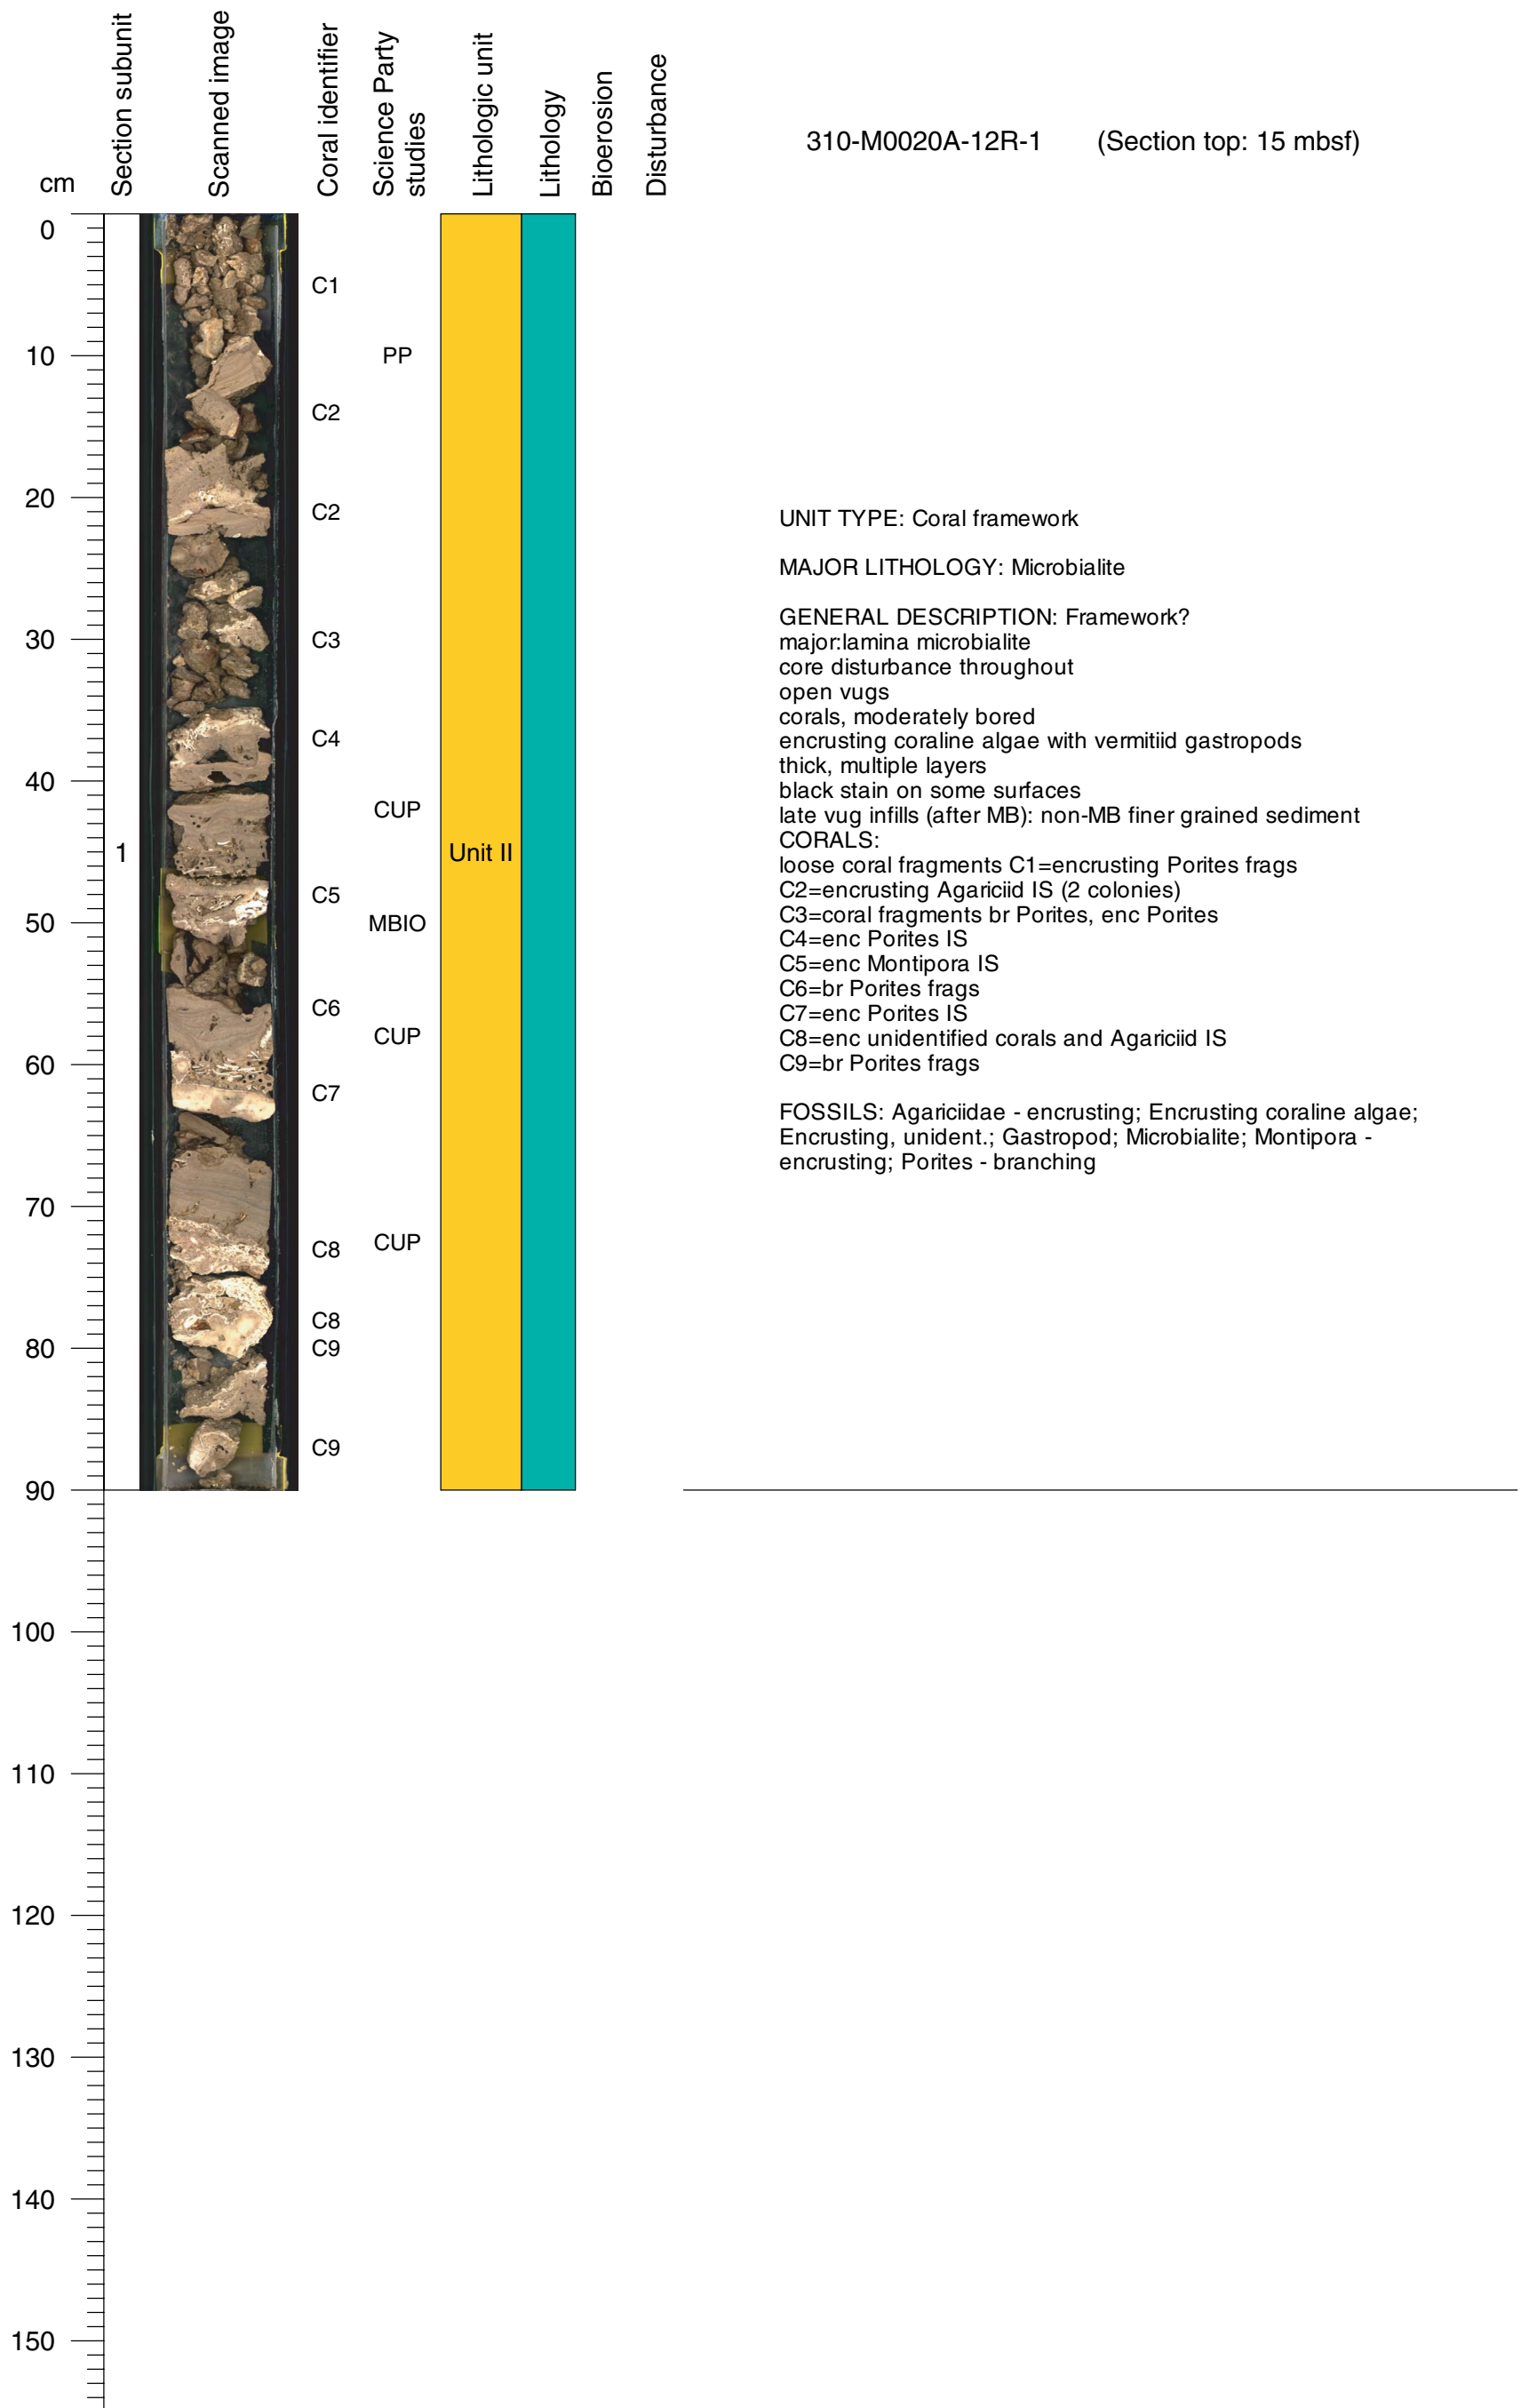 Section subunit
Scanned image
Coral identifier
Science Party
studies
Lithologic unit
Lithology
Bioerosion
Disturbance
310-M0020A-12R-1 (Section top: 15 mbsf)
cm
0
C1
10
PP
C2
20
C2
UNIT TYPE: Coral framework
MAJOR LITHOLOGY: Microbialite
GENERAL DESCRIPTION: Framework?
30
C3
major:lamina microbialite
core disturbance throughout
open vugs
corals, moderately bored
C4
encrusting coraline algae with vermitiid gastropods
thick, multiple layers
40
black stain on some surfaces
CUP
late vug infills (after MB): non-MB finer grained sediment
CORALS:
1
Unit II
loose coral fragments C1=encrusting Porites frags
C5
C2=encrusting Agariciid IS (2 colonies)
50
MBIO
C3=coral fragments br Porites, enc Porites
C4=enc Porites IS
C5=enc Montipora IS
C6
C6=br Porites frags
C7=enc Porites IS
CUP
C8=enc unidentified corals and Agariciid IS
60
C9=br Porites frags
C7
FOSSILS: Agariciidae - encrusting; Encrusting coraline algae;
Encrusting, unident.; Gastropod; Microbialite; Montipora -
encrusting; Porites - branching
70
C8
CUP
C8
80
C9
C9
90
100
110
120
130
140
150